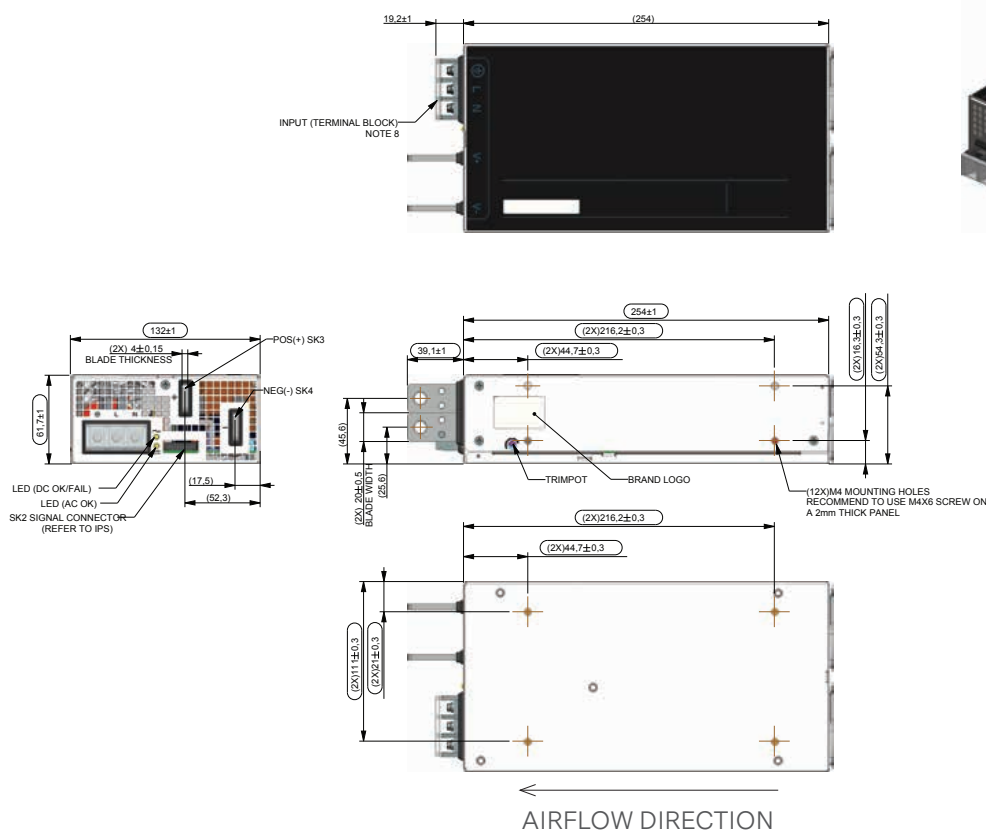 19,2±1
(254)
L
N
V+
V-
INPUT (TERMINAL BLOCK)
NOTE 8
132±1
(2X) 4±0,15
BLADE THICKNESS
POS(+) SK3
NEG(-) SK4
61,7±1
L N
LED (DC OK/FAIL)
LED (AC OK)
SK2 SIGNAL CONNECTOR
(REFER TO IPS)
(17,5)
(52,3)
254±1
(2X)216,2±0,3
39,1±1
(2X)44,7±0,3
(2X)16,3±0,3
(2X)54,3±0,3
(45,6)
(2X) 20±0,5
BLADE WIDTH
(25,6)
TRIMPOT
BRAND LOGO
(12X)M4 MOUNTING HOLES
RECOMMEND TO USE M4X6 SCREW ON
A 2mm THICK PANEL
(2X)216,2±0,3
(2X)44,7±0,3
(2X)111±0,3
(2X)21±0,3
AIRFLOW DIRECTION